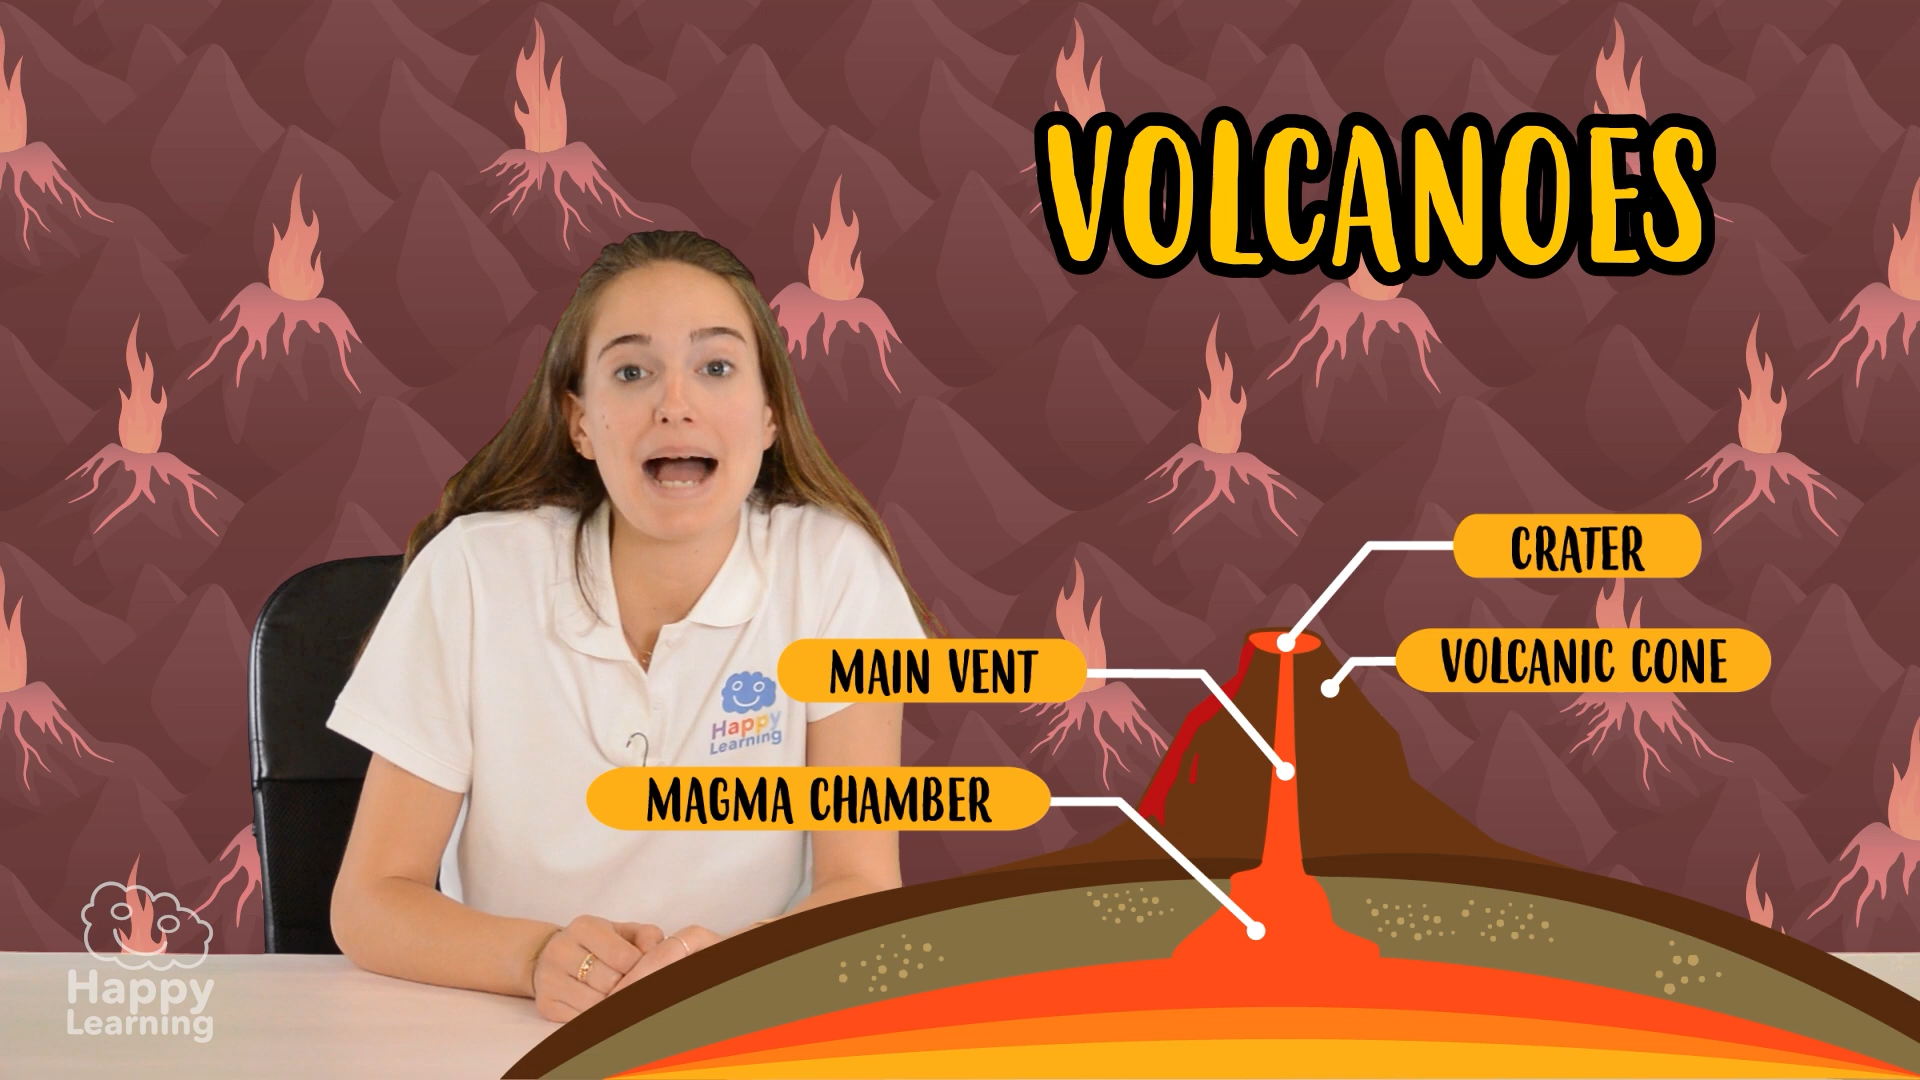 VOLCANOES
CRATER
VOLCANIC CONE
MAIN VENT
MAGMA CHAMBER
Happy
Learning
Happy
Learning